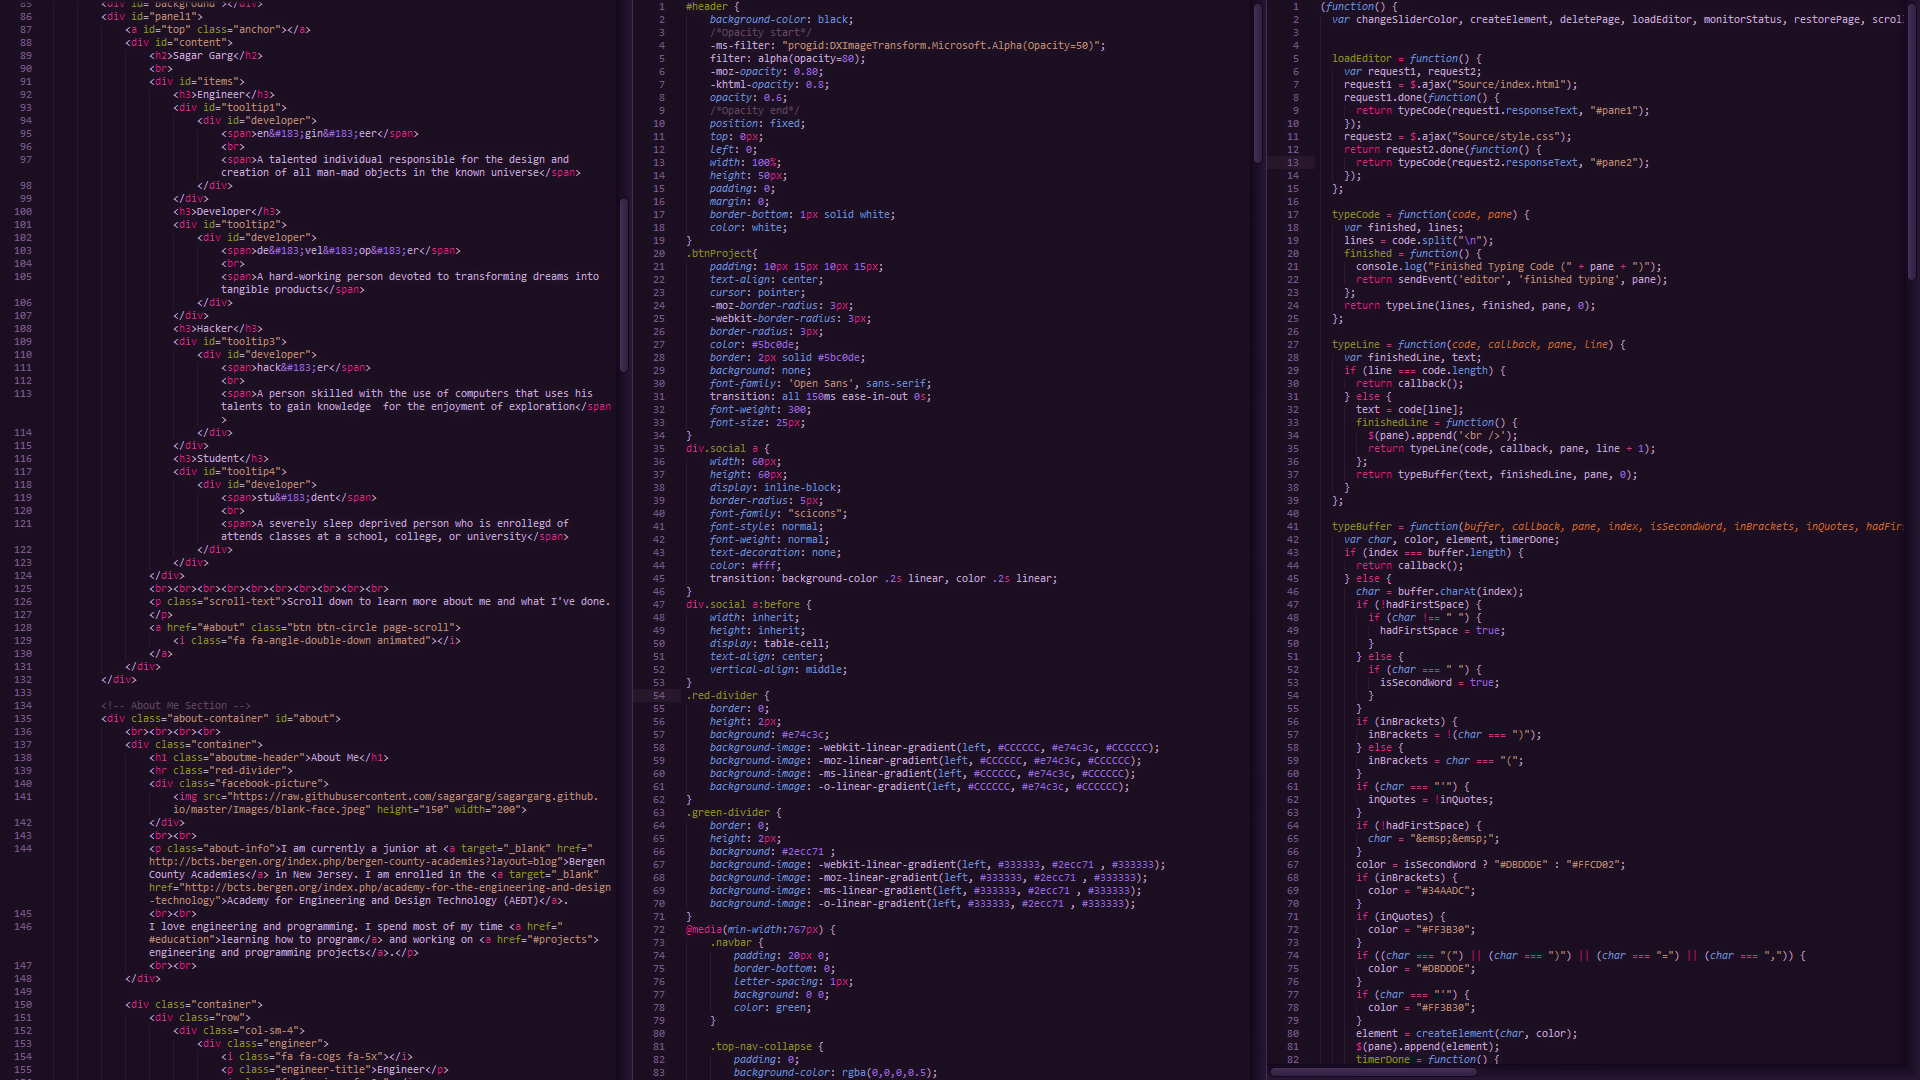 85 <div id="background"></div>
86 <div id="panel1">
87 <a id="top" class="anchor"></a>
88 <div id="content">
89 <h2>Sagar Garg</h2>
90 <br>
91 <div id="items">
92 <h3>Engineer</h3>
93 <div id="tooltip1">
94 <div id="developer">
95 <span>en&#183;gin&#183;eer</span>
96 <br>
97 <span>A talented individual responsible for the design and
creation of all man-mad objects in the known universe</span>
98 </div>
99 </div>
100 <h3>Developer</h3>
101 <div id="tooltip2">
102 <div id="developer">
103 <span>de&#183;vel&#183;op&#183;er</span>
104 <br>
105 <span>A hard-working person devoted to transforming dreams into
tangible products</span>
106 </div>
107 </div>
108 <h3>Hacker</h3>
109 <div id="tooltip3">
110 <div id="developer">
111 <span>hack&#183;er</span>
112 <br>
113 <span>A person skilled with the use of computers that uses his
talents to gain knowledge  for the enjoyment of exploration</span
>
114 </div>
115 </div>
116 <h3>Student</h3>
117 <div id="tooltip4">
118 <div id="developer">
119 <span>stu&#183;dent</span>
120 <br>
121 <span>A severely sleep deprived person who is enrollegd of
attends classes at a school, college, or university</span>
122 </div>
123 </div>
124 </div>
125 <br><br><br><br><br><br><br><br><br><br>
126 <p class="scroll-text">Scroll down to learn more about me and what I've done.
127 </p>
128 <a href="#about" class="btn btn-circle page-scroll">
129 <i class="fa fa-angle-double-down animated"></i>
130 </a>
131 </div>
132 </div>
133
134 <!-- About Me Section -->
135 <div class="about-container" id="about">
136 <br><br><br><br>
137 <div class="container">
138 <h1 class="aboutme-header">About Me</h1>
139 <hr class="red-divider">
140 <div class="facebook-picture">
141 <img src="https://raw.githubusercontent.com/sagargarg/sagargarg.github.
io/master/Images/blank-face.jpeg" height="150" width="200">
142 </div>
143 <br><br>
144 <p class="about-info">I am currently a junior at <a target="_blank" href="
http://bcts.bergen.org/index.php/bergen-county-academies?layout=blog">Bergen
County Academies</a> in New Jersey. I am enrolled in the <a target="_blank"
href="http://bcts.bergen.org/index.php/academy-for-the-engineering-and-design
-technology">Academy for Engineering and Design Technology (AEDT)</a>.
145 <br><br>
146 I love engineering and programming. I spend most of my time <a href="
#education">learning how to program</a> and working on <a href="#projects">
engineering and programming projects</a>.</p>
147 <br><br>
148 </div>
149
150 <div class="container">
151 <div class="row">
152 <div class="col-sm-4">
153 <div class="engineer">
154 <i class="fa fa-cogs fa-5x"></i>
155 <p class="engineer-title">Engineer</p>
1 #header {
2 background-color: black;
3 /*Opacity start*/
4 -ms-filter: "progid:DXImageTransform.Microsoft.Alpha(Opacity=50)";
5 filter: alpha(opacity=80);
6 -moz-opacity: 0.80;
7 -khtml-opacity: 0.8;
8 opacity: 0.6;
9 /*Opacity end*/
10 position: fixed;
11 top: 0px;
12 left: 0;
13 width: 100%;
14 height: 50px;
15 padding: 0;
16 margin: 0;
17 border-bottom: 1px solid white;
18 color: white;
19 }
20 .btnProject{
21 padding: 10px 15px 10px 15px;
22 text-align: center;
23 cursor: pointer;
24 -moz-border-radius: 3px;
25 -webkit-border-radius: 3px;
26 border-radius: 3px;
27 color: #5bc0de;
28 border: 2px solid #5bc0de;
29 background: none;
30 font-family: 'Open Sans', sans-serif;
31 transition: all 150ms ease-in-out 0s;
32 font-weight: 300;
33 font-size: 25px;
34 }
35 div.social a {
36 width: 60px;
37 height: 60px;
38 display: inline-block;
39 border-radius: 5px;
40 font-family: "scicons";
41 font-style: normal;
42 font-weight: normal;
43 text-decoration: none;
44 color: #fff;
45 transition: background-color .2s linear, color .2s linear;
46 }
47 div.social a:before {
48 width: inherit;
49 height: inherit;
50 display: table-cell;
51 text-align: center;
52 vertical-align: middle;
53 }
54 .red-divider {
55 border: 0;
56 height: 2px;
57 background: #e74c3c;
58 background-image: -webkit-linear-gradient(left, #CCCCCC, #e74c3c, #CCCCCC);
59 background-image: -moz-linear-gradient(left, #CCCCCC, #e74c3c, #CCCCCC);
60 background-image: -ms-linear-gradient(left, #CCCCCC, #e74c3c, #CCCCCC);
61 background-image: -o-linear-gradient(left, #CCCCCC, #e74c3c, #CCCCCC);
62 }
63 .green-divider {
64 border: 0;
65 height: 2px;
66 background: #2ecc71 ;
67 background-image: -webkit-linear-gradient(left, #333333, #2ecc71 , #333333);
68 background-image: -moz-linear-gradient(left, #333333, #2ecc71 , #333333);
69 background-image: -ms-linear-gradient(left, #333333, #2ecc71 , #333333);
70 background-image: -o-linear-gradient(left, #333333, #2ecc71 , #333333);
71 }
72 @media(min-width:767px) {
73 .navbar {
74 padding: 20px 0;
75 border-bottom: 0;
76 letter-spacing: 1px;
77 background: 0 0;
78 color: green;
79 }
80
81 .top-nav-collapse {
82 padding: 0;
83 background-color: rgba(0,0,0,0.5);
1 (function() {
2 var changeSliderColor, createElement, deletePage, loadEditor, monitorStatus, restorePage, scrol
3
4
5 loadEditor = function() {
6 var request1, request2;
7 request1 = $.ajax("Source/index.html");
8 request1.done(function() {
9 return typeCode(request1.responseText, "#pane1");
10 });
11 request2 = $.ajax("Source/style.css");
12 return request2.done(function() {
13 return typeCode(request2.responseText, "#pane2");
14 });
15 };
16
17 typeCode = function(code, pane) {
18 var finished, lines;
19 lines = code.split("\n");
20 finished = function() {
21 console.log("Finished Typing Code (" + pane + ")");
22 return sendEvent('editor', 'finished typing', pane);
23 };
24 return typeLine(lines, finished, pane, 0);
25 };
26
27 typeLine = function(code, callback, pane, line) {
28 var finishedLine, text;
29 if (line === code.length) {
30 return callback();
31 } else {
32 text = code[line];
33 finishedLine = function() {
34 $(pane).append('<br />');
35 return typeLine(code, callback, pane, line + 1);
36 };
37 return typeBuffer(text, finishedLine, pane, 0);
38 }
39 };
40
41 typeBuffer = function(buffer, callback, pane, index, isSecondWord, inBrackets, inQuotes, hadFir
42 var char, color, element, timerDone;
43 if (index === buffer.length) {
44 return callback();
45 } else {
46 char = buffer.charAt(index);
47 if (!hadFirstSpace) {
48 if (char !== " ") {
49 hadFirstSpace = true;
50 }
51 } else {
52 if (char === " ") {
53 isSecondWord = true;
54 }
55 }
56 if (inBrackets) {
57 inBrackets = !(char === ")");
58 } else {
59 inBrackets = char === "(";
60 }
61 if (char === "'") {
62 inQuotes = !inQuotes;
63 }
64 if (!hadFirstSpace) {
65 char = "&emsp;&emsp;";
66 }
67 color = isSecondWord ? "#DBDDDE" : "#FFCD02";
68 if (inBrackets) {
69 color = "#34AADC";
70 }
71 if (inQuotes) {
72 color = "#FF3B30";
73 }
74 if ((char === "(") || (char === ")") || (char === "=") || (char === ",")) {
75 color = "#DBDDDE";
76 }
77 if (char === "'") {
78 color = "#FF3B30";
79 }
80 element = createElement(char, color);
81 $(pane).append(element);
82 timerDone = function() {